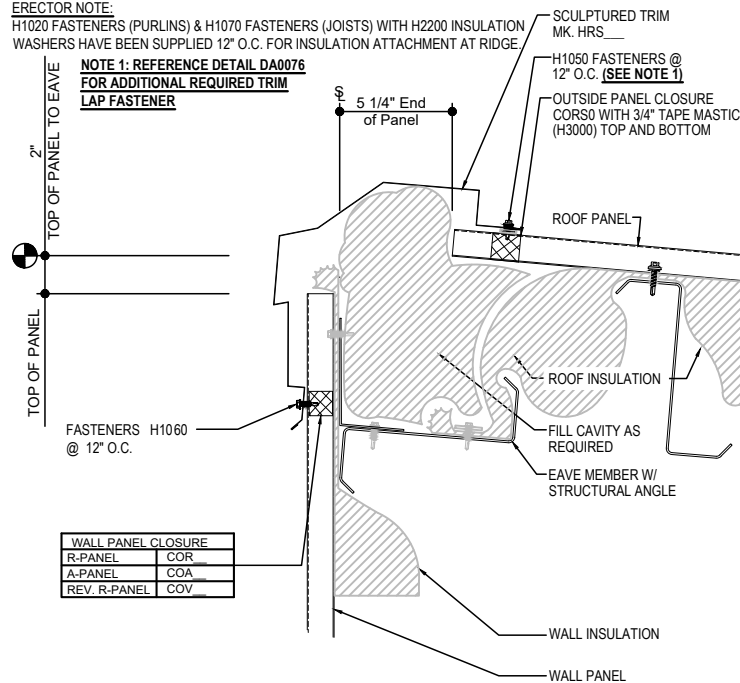 ERECTOR NOTE:
H1020 FASTENERS (PURLINS) & H1070 FASTENERS (JOISTS) WITH H2200 INSULATION
WASHERS HAVE BEEN SUPPLIED 12" O.C. FOR INSULATION ATTACHMENT AT RIDGE.
NOTE 1: REFERENCE DETAIL DA0076
FOR ADDITIONAL REQUIRED TRIM
LAP FASTENER
SCULPTURED TRIM
MK. HRS___
H1050 FASTENERS @
12" O.C. (SEE NOTE 1)
OUTSIDE PANEL CLOSURE
CORS0 WITH 3/4" TAPE MASTIC
(H3000) TOP AND BOTTOM
5 1/4" End
of Panel
2"
TOP OF PANEL TO EAVE
ROOF PANEL
TOP OF PANEL
ROOF INSULATION
FASTENERS H1060
@ 12" O.C.
FILL CAVITY AS
REQUIRED
EAVE MEMBER W/
STRUCTURAL ANGLE
WALL PANEL CLOSURE
R-PANEL COR__
A-PANEL COA__
REV. R-PANEL COV__
WALL INSULATION
WALL PANEL